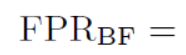 FPR_BF =